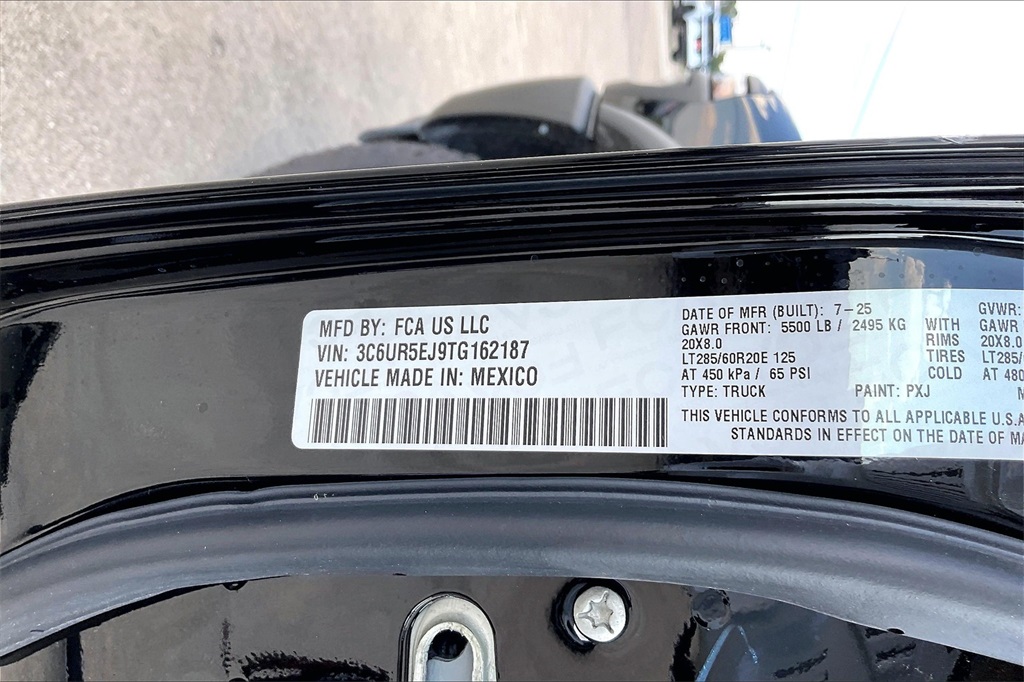 MFD BY: FCA US LLC
VIN: 3C6UR5EJ9TG162187
VEHICLE MADE IN: MEXICO
DATE OF MFR (BUILT): 7-25
GAWR FRONT: 5500 LB / 2495 KG WITH
20X8.0 RIMS
LT285/60R20E 125 TIRES
AT 450 kPa / 65 PSI COLD
TYPE: TRUCK PAINT: PXJ
THIS VEHICLE CONFORMS TO ALL APPLICABLE U.S.A
STANDARDS IN EFFECT ON THE DATE OF
GVWR:
GAWR
20X8.0
LT285/
AT 480